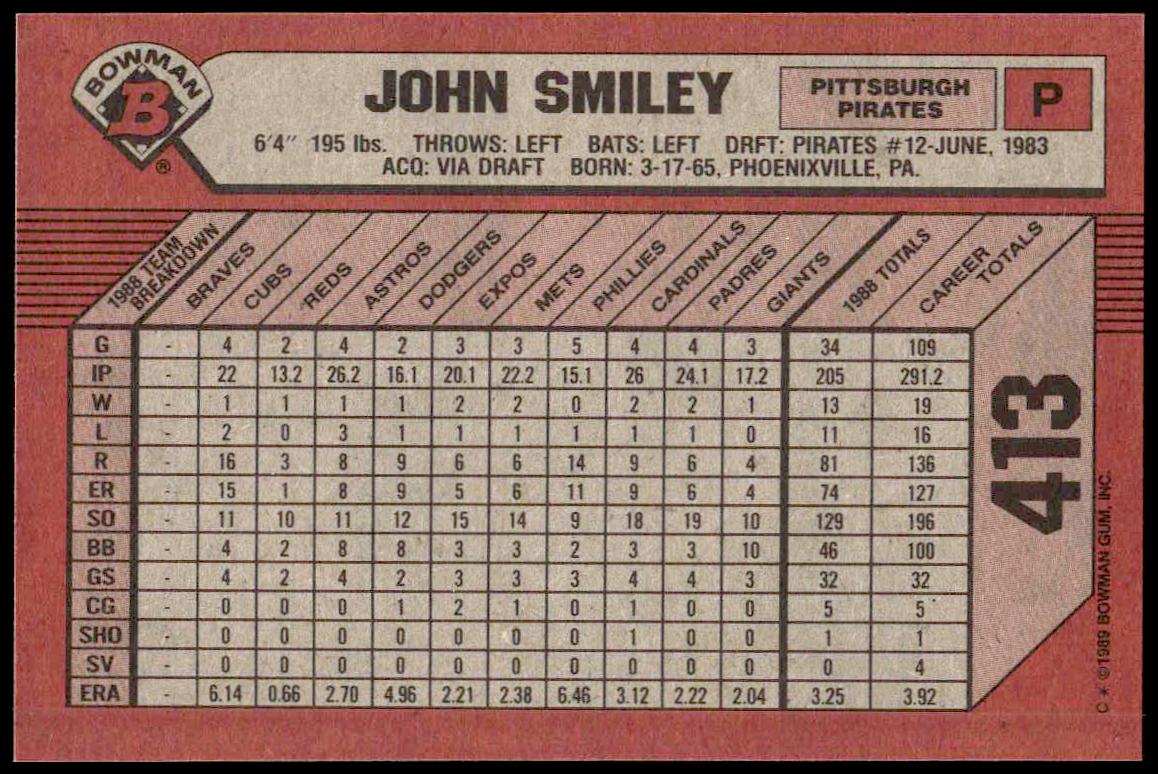 BOWMAN
B
®
JOHN SMILEY
PITTSBURGH
PIRATES
P
6'4" 195 lbs. THROWS: LEFT BATS: LEFT DRFT: PIRATES #12-JUNE, 1983
ACQ: VIA DRAFT BORN: 3-17-65, PHOENIXVILLE, PA.
1988 TEAM BREAKDOWN BRAVES CUBS REDS ASTROS DODGERS EXPOS METS PHILLIES CARDINALS PADRES GIANTS 1988 TOTALS CAREER TOTALS
G - 4 2 4 2 3 3 5 4 4 3 34 109
IP - 22 13.2 26.2 16.1 20.1 22.2 15.1 26 24.1 17.2 205 291.2
W - 1 1 1 1 2 2 0 2 2 1 13 19
L - 2 0 3 1 1 1 1 1 1 0 11 16
R - 16 3 8 9 6 6 14 9 6 4 81 136
ER - 15 1 8 9 5 6 11 9 6 4 74 127
SO - 11 10 11 12 15 14 9 18 19 10 129 196
BB - 4 2 8 8 3 3 2 3 3 10 46 100
GS - 4 2 4 2 3 3 3 4 4 3 32 32
CG - 0 0 0 1 2 1 0 1 0 0 5 5
SHO - 0 0 0 0 0 0 0 1 0 0 1 1
SV - 0 0 0 0 0 0 0 0 0 0 0 4
ERA - 6.14 0.66 2.70 4.96 2.21 2.38 6.46 3.12 2.22 2.04 3.25 3.92
413
C * ©1989 BOWMAN GUM, INC.